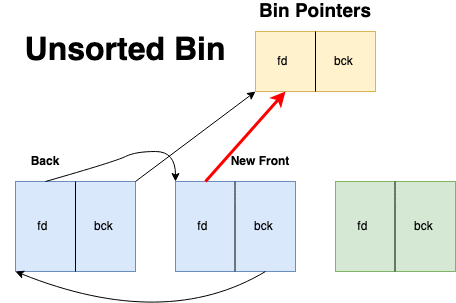 Bin Pointers
Unsorted Bin
fd bck
Back New Front
fd bck fd bck fd bck